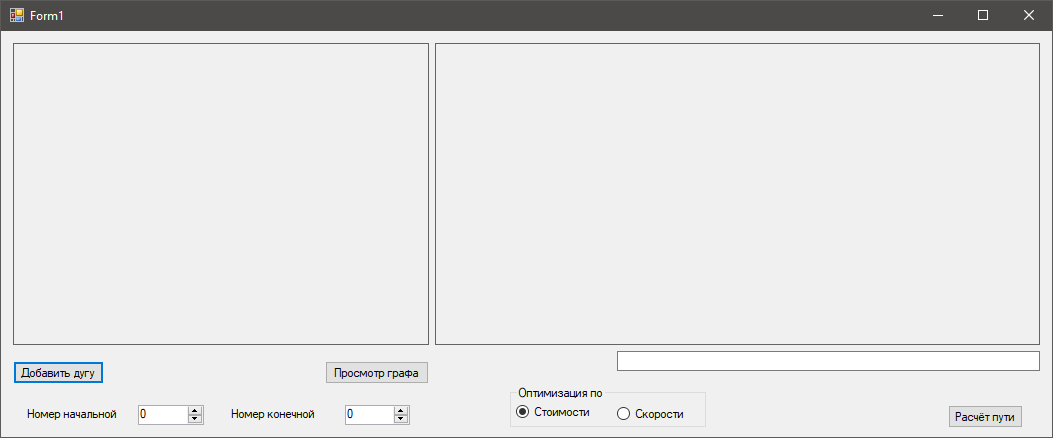 Form1
Добавить дугу
Просмотр графа
Оптимизация по
Номер начальной 0
Номер конечной 0
Стоимости
Скорости
Расчёт пути